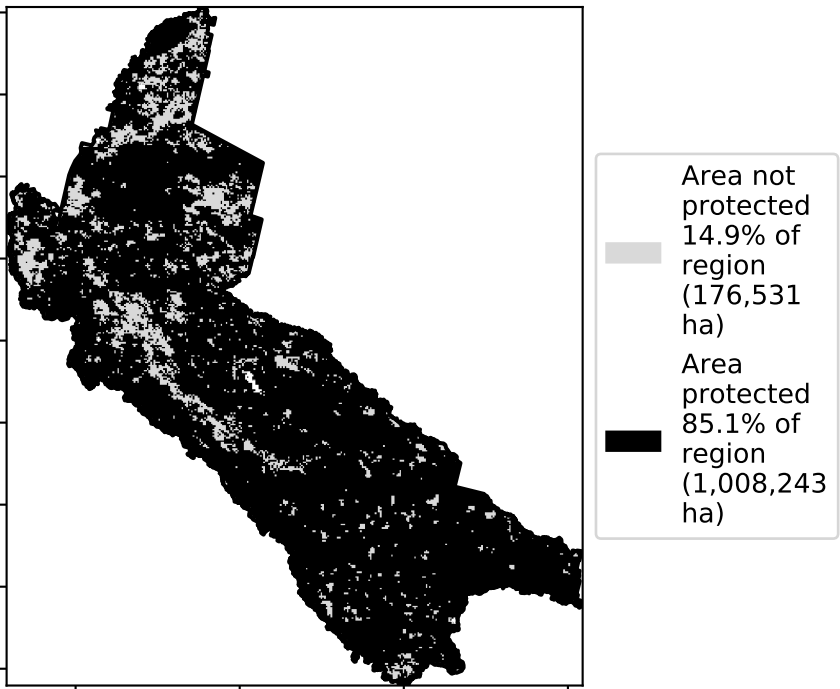 Area not
protected
14.9% of
region
(176,531
ha)
Area
protected
85.1% of
region
(1,008,243
ha)